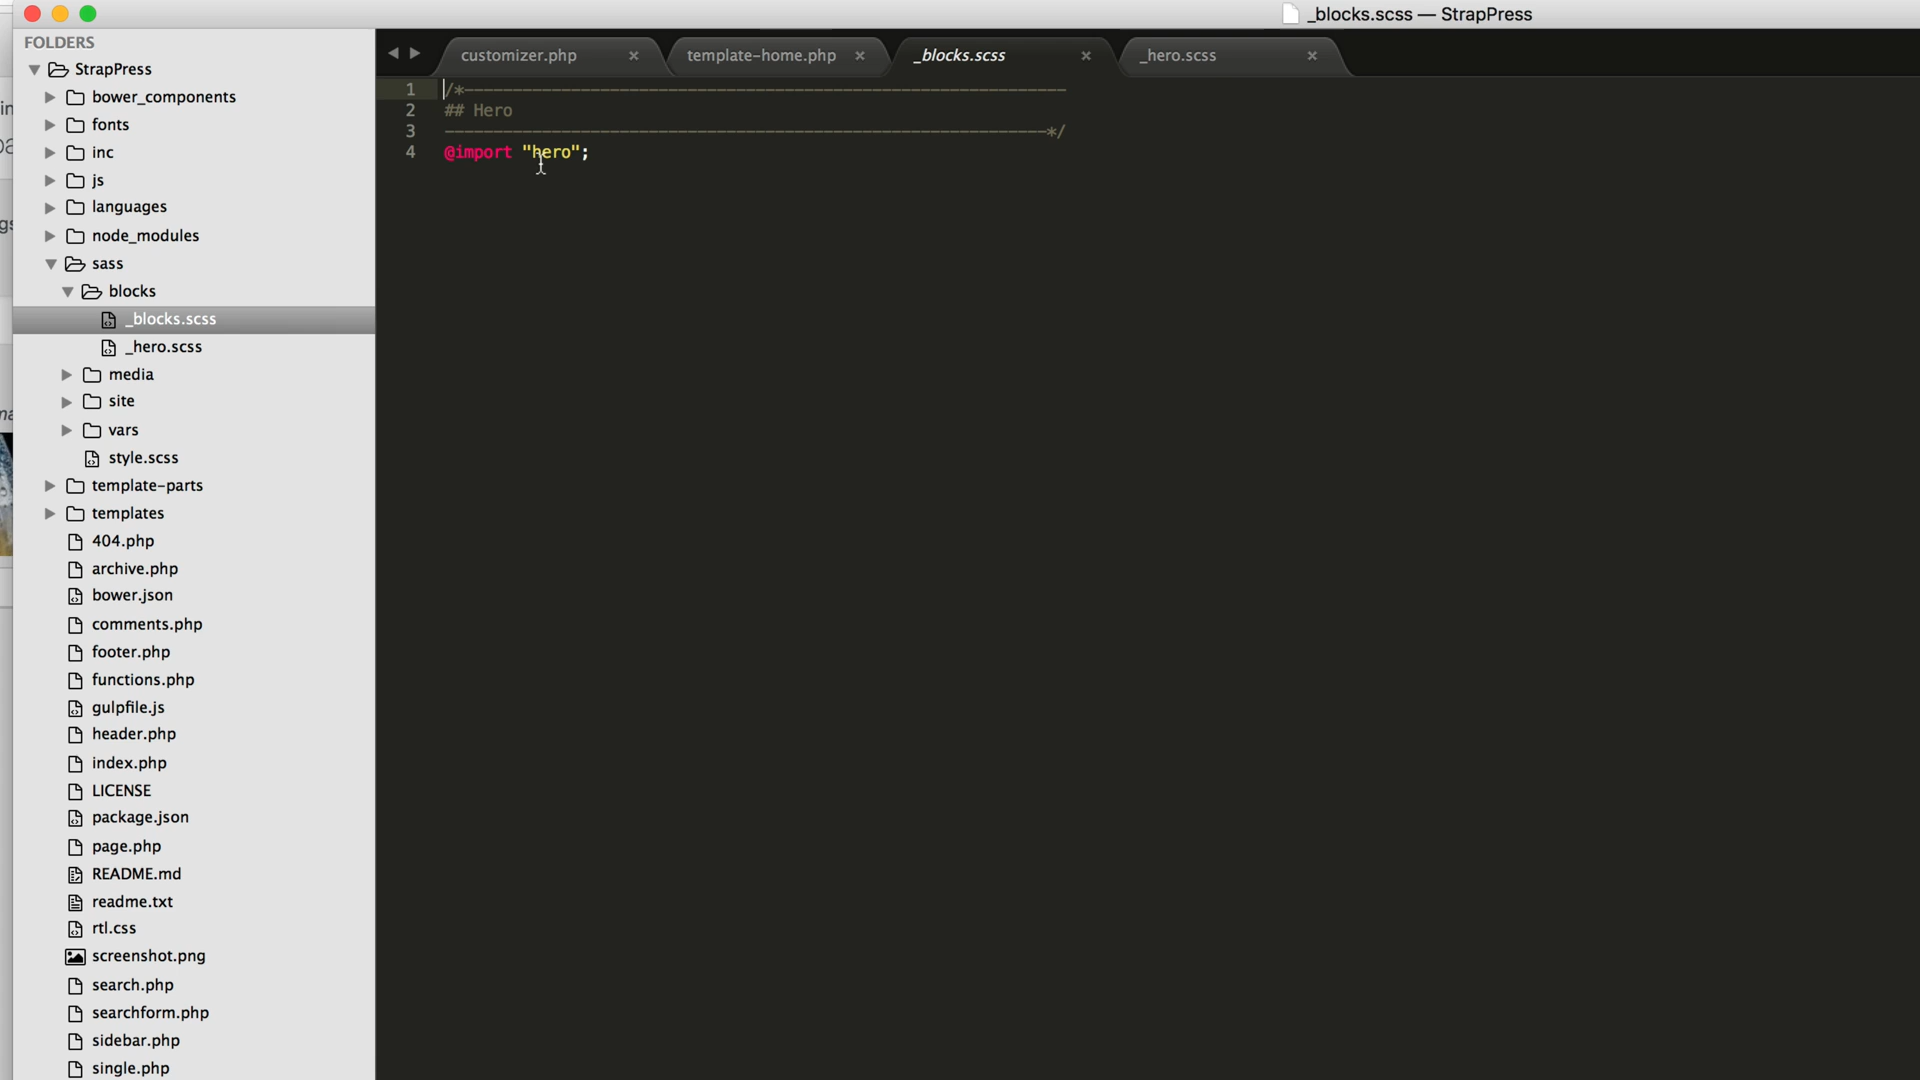 _blocks.scss — StrapPress
FOLDERS
StrapPress
bower_components
fonts
inc
js
languages
node_modules
sass
blocks
_blocks.scss
_hero.scss
media
site
vars
style.scss
template-parts
templates
404.php
archive.php
bower.json
comments.php
footer.php
functions.php
gulpfile.js
header.php
index.php
LICENSE
package.json
page.php
README.md
readme.txt
rtl.css
screenshot.png
search.php
searchform.php
sidebar.php
single.php
customizer.php
template-home.php
_blocks.scss
_hero.scss
1 /*--------------------------------------------------------------
2 ## Hero
3 --------------------------------------------------------------*/
4 @import "hero";